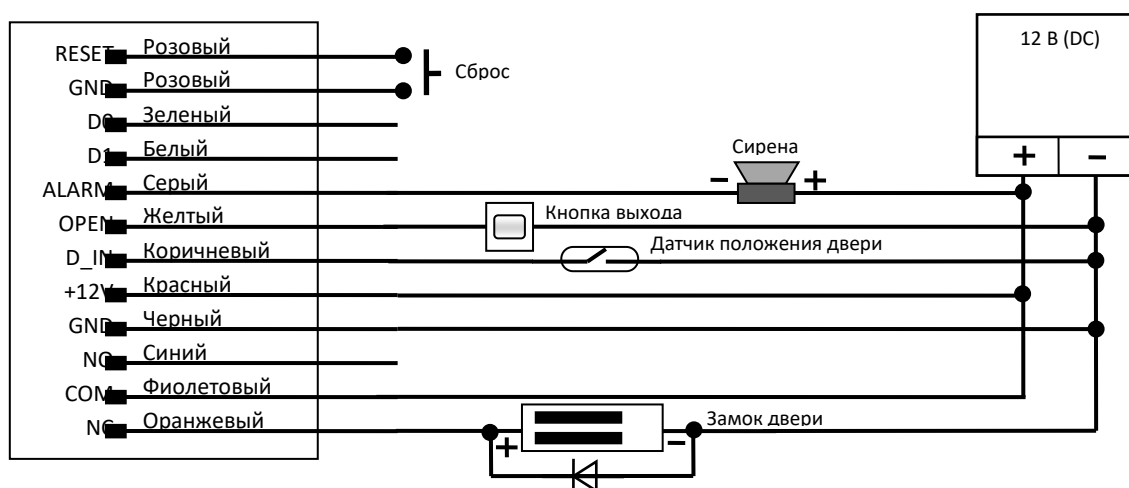 12 В (DC)
RESET Розовый
Сброс
GND Розовый
D0 Зеленый
D1 Белый
Сирена
+ −
ALARM Серый
− +
OPEN Желтый
Кнопка выхода
D_IN Коричневый
Датчик положения двери
+12V Красный
GND Черный
NO Синий
COM Фиолетовый
NC Оранжевый
Замок двери
+ −